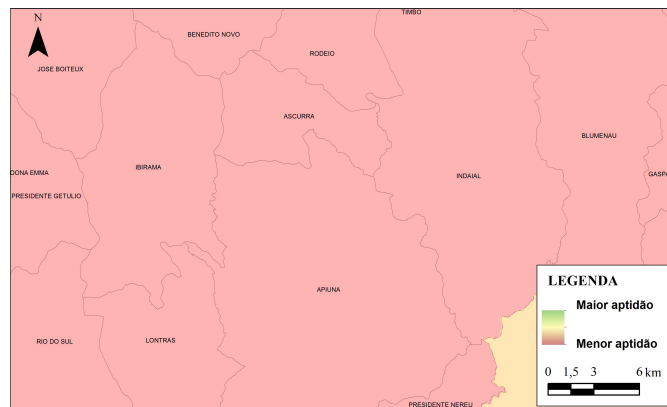 N
TIMBO
BENEDITO NOVO
RODEIO
JOSE BOITEUX
ASCURRA
BLUMENAU
IBIRAMA
DONA EMMA
INDAIAL
GASPA
PRESIDENTE GETULIO
APIUNA
RIO DO SUL
LONTRAS
PRESIDENTE NEREU
LEGENDA
Maior aptidão
Menor aptidão
0 1,5 3 6 km